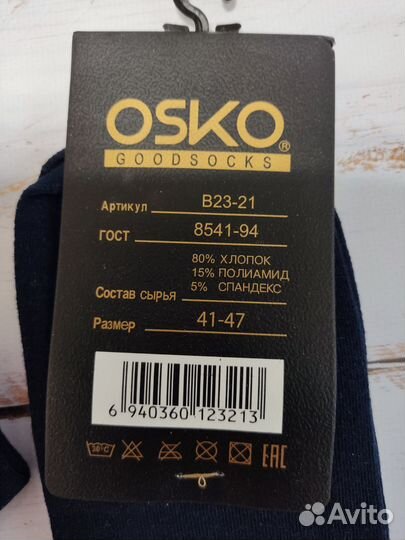 OSKO®
GOODSOCKS
Артикул B23-21
ГОСТ 8541-94
80% ХЛОПОК
15% ПОЛИАМИД
Состав сырья 5% СПАНДЕКС
Размер 41-47
6 940360 123213
30°C EAC
Avito